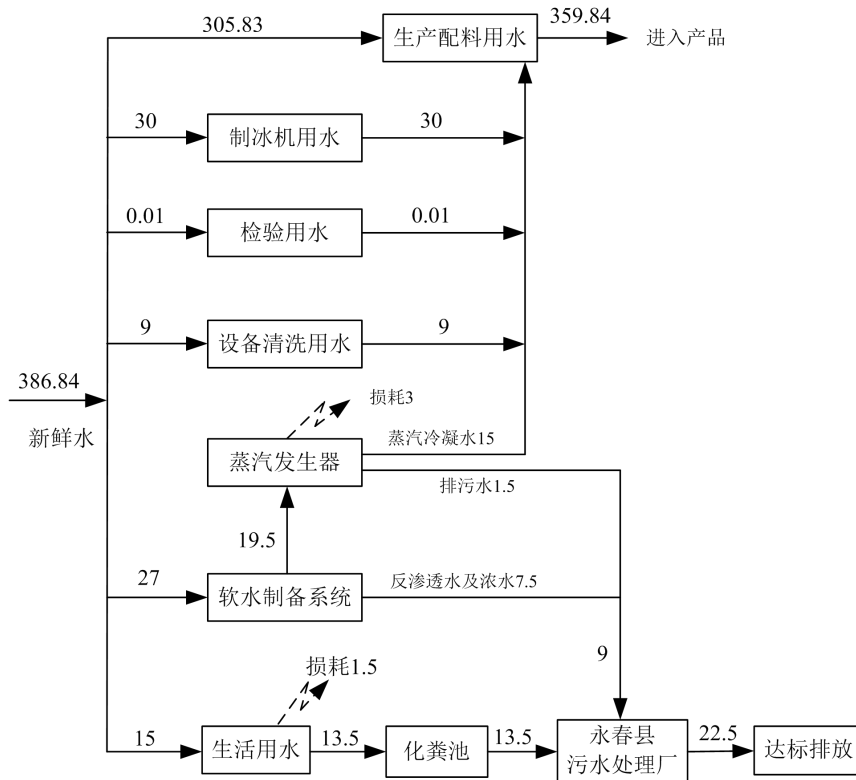 305.83
生产配料用水
359.84
进入产品
30
制冰机用水
30
0.01
检验用水
0.01
9
设备清洗用水
9
386.84
新鲜水
损耗3
蒸汽发生器
蒸汽冷凝水15
排污水1.5
19.5
27
软水制备系统
反渗透水及浓水7.5
9
损耗1.5
15
生活用水
13.5
化粪池
13.5
永春县
污水处理厂
22.5
达标排放